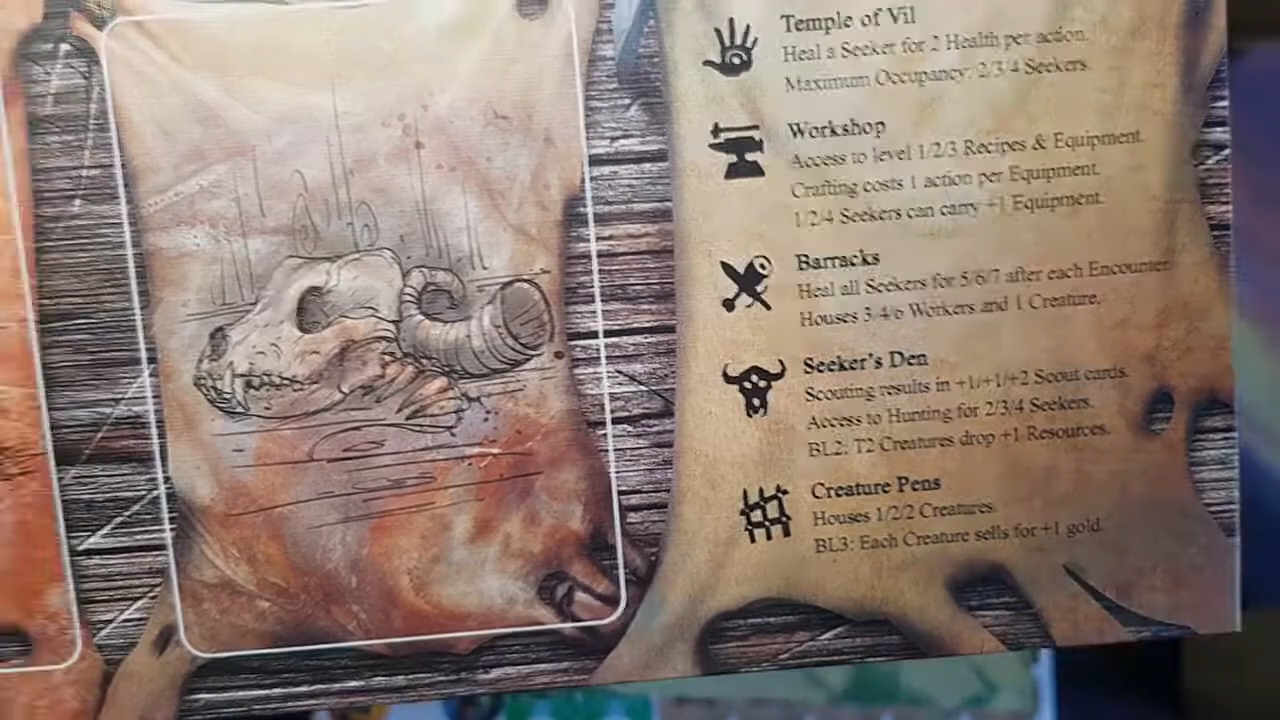 Temple of Vil
Heal a Seeker for 2 Health per action.
Maximum Occupancy: 2/3/4 Seekers
Workshop
Access to level 1/2/3 Recipes & Equipment.
Crafting costs 1 action per Equipment.
1/2/4 Seekers can carry +1 Equipment.
Barracks
Heal all Seekers for 5/6/7 after each Encounter
Houses 3/4/6 Workers and 1 Creature.
Seeker's Den
Scouting results in +1/+1/+2 Scout cards.
Access to Hunting for 2/3/4 Seekers.
BL2: T2 Creatures drop +1 Resources.
Creature Pens
Houses 1/2/2 Creatures.
BL3: Each Creature sells for +1 gold.